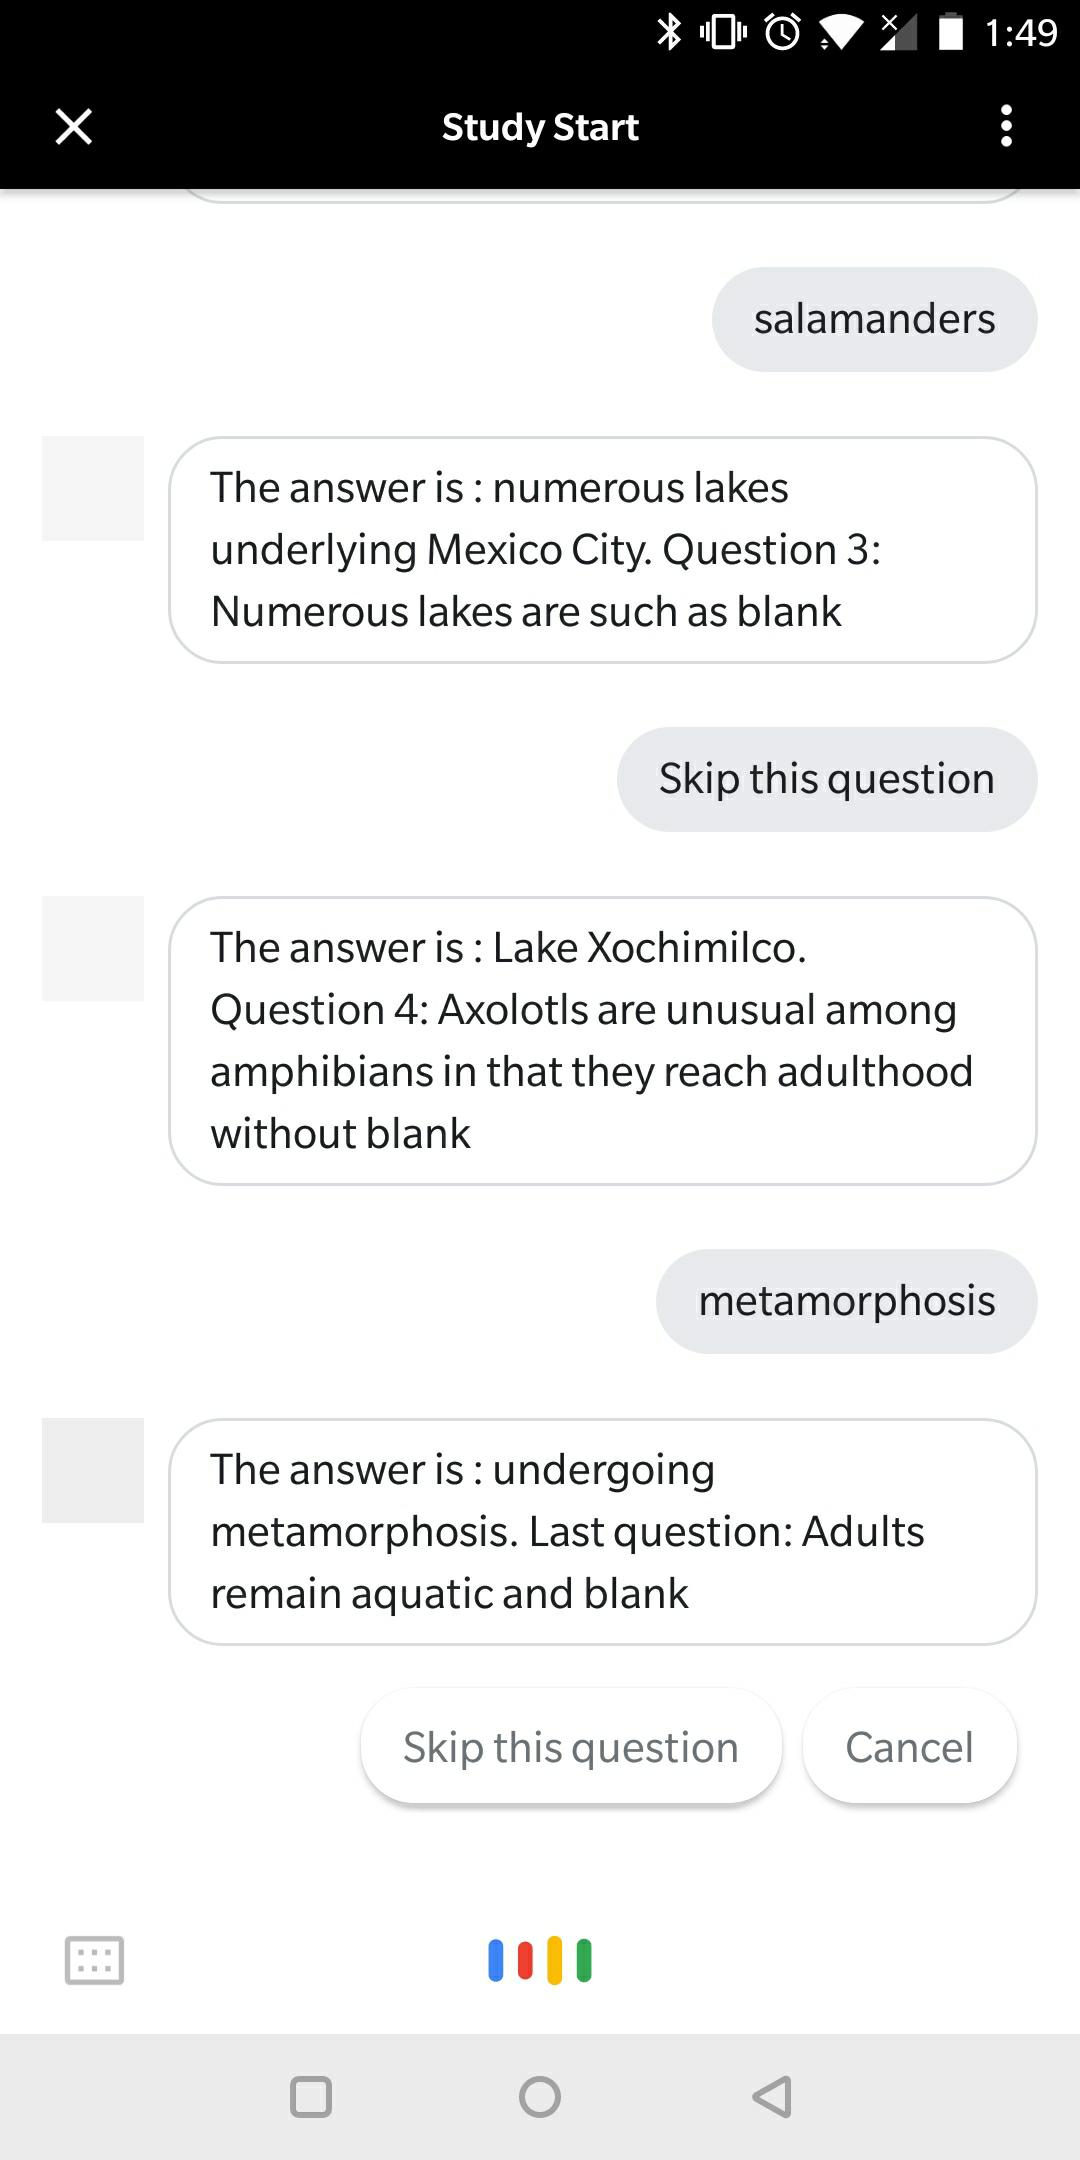 1:49
Study Start
salamanders
The answer is : numerous lakes
underlying Mexico City. Question 3:
Numerous lakes are such as blank
Skip this question
The answer is : Lake Xochimilco.
Question 4: Axolotls are unusual among
amphibians in that they reach adulthood
without blank
metamorphosis
The answer is : undergoing
metamorphosis. Last question: Adults
remain aquatic and blank
Skip this question
Cancel